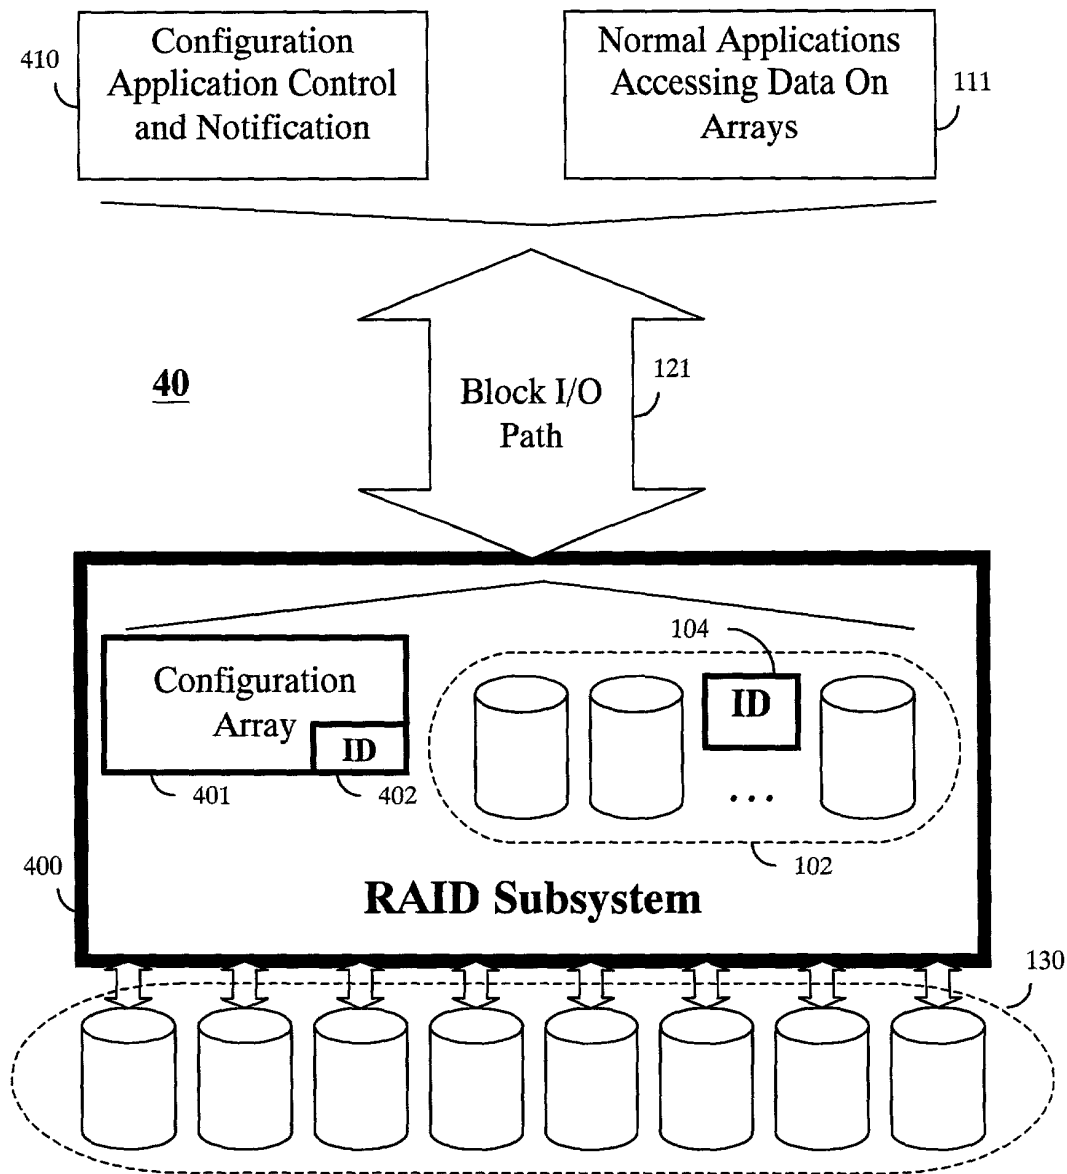 Configuration
Application Control
and Notification
410
Normal Applications
Accessing Data On
Arrays
111
40
Block I/O
Path
121
104
Configuration
Array
ID
ID
...
401
402
102
400
RAID Subsystem
130